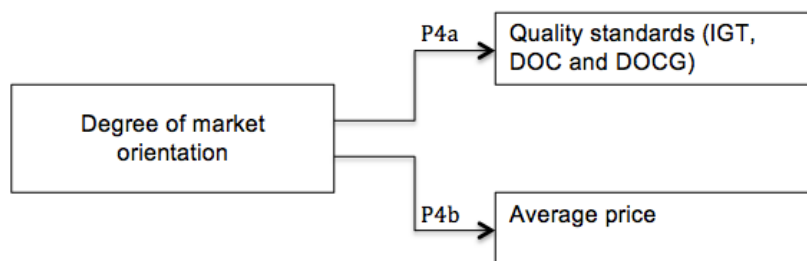 P4a
Quality standards (IGT,
DOC and DOCG)
Degree of market
orientation
P4b
Average price